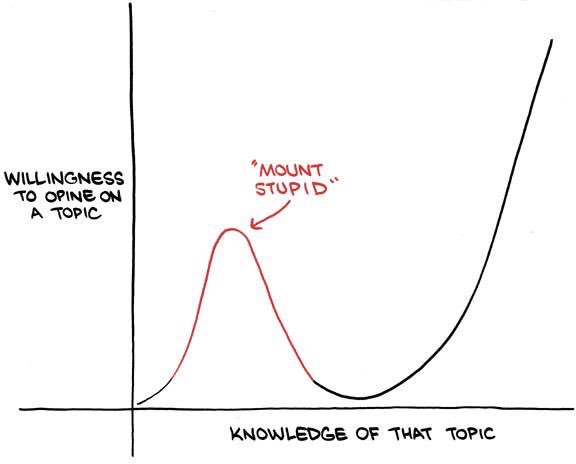 "MOUNT
STUPID"
WILLINGNESS
TO OPINE ON
A TOPIC
KNOWLEDGE OF THAT TOPIC